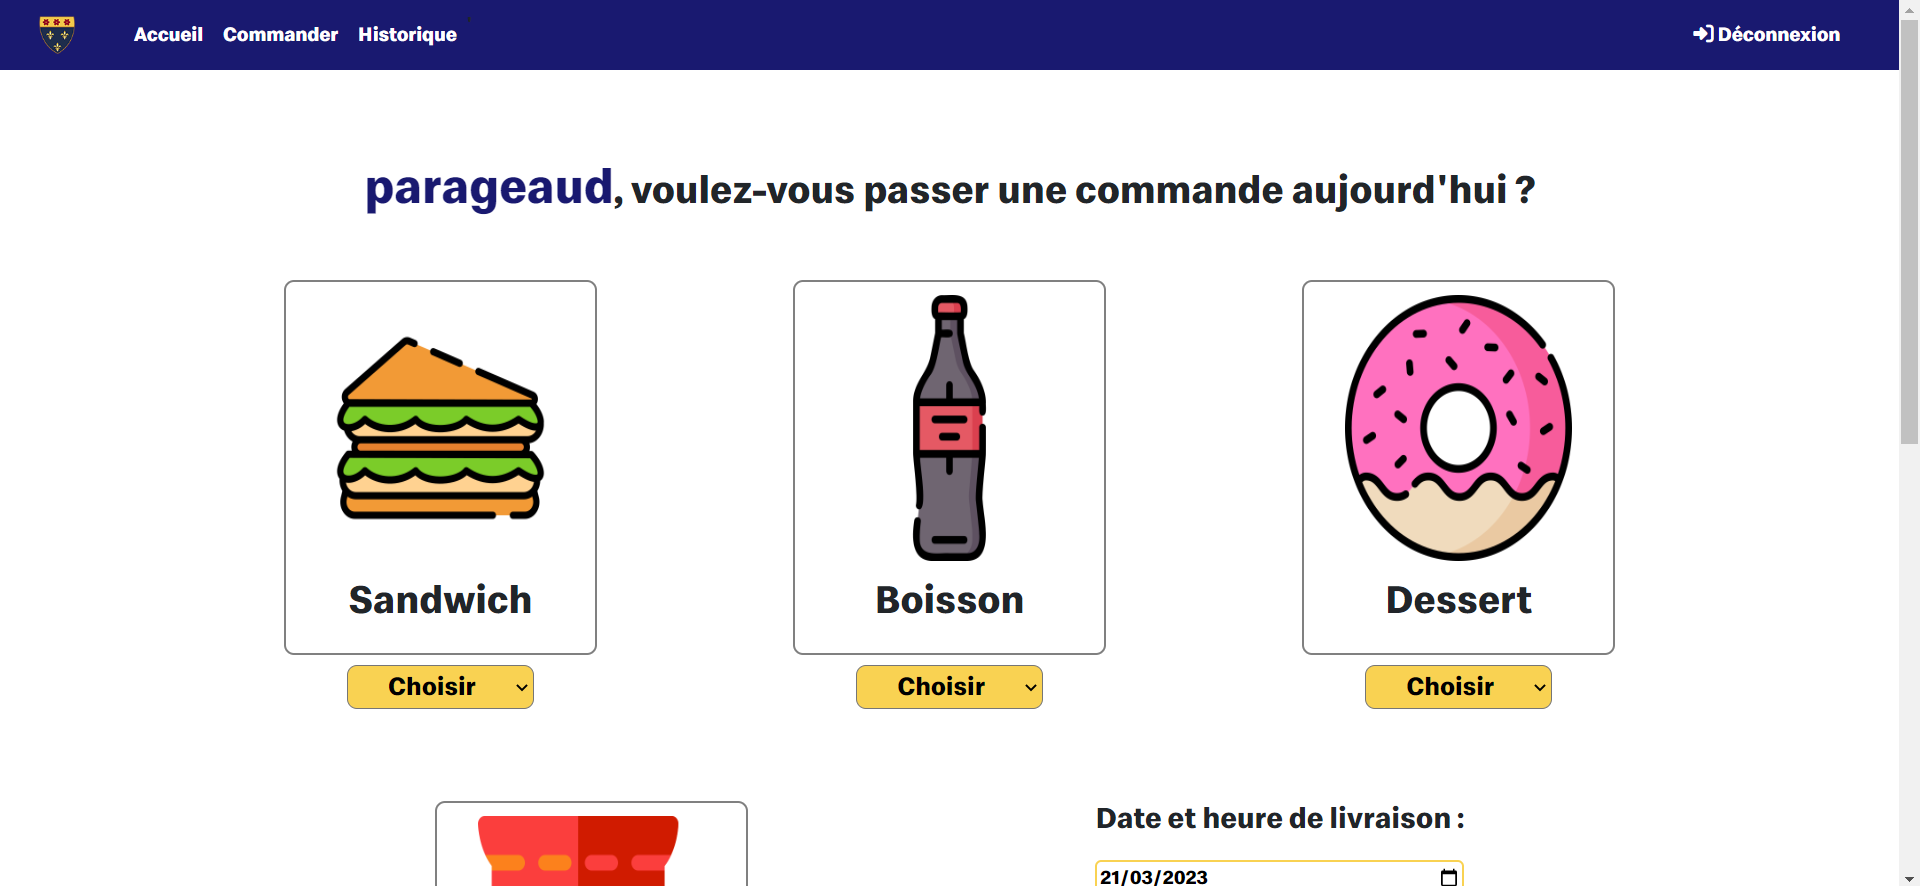 Accueil Commander Historique Déconnexion
parageaud, voulez-vous passer une commande aujourd'hui ?
Sandwich Boisson Dessert
Choisir Choisir Choisir
Date et heure de livraison :
21/03/2023